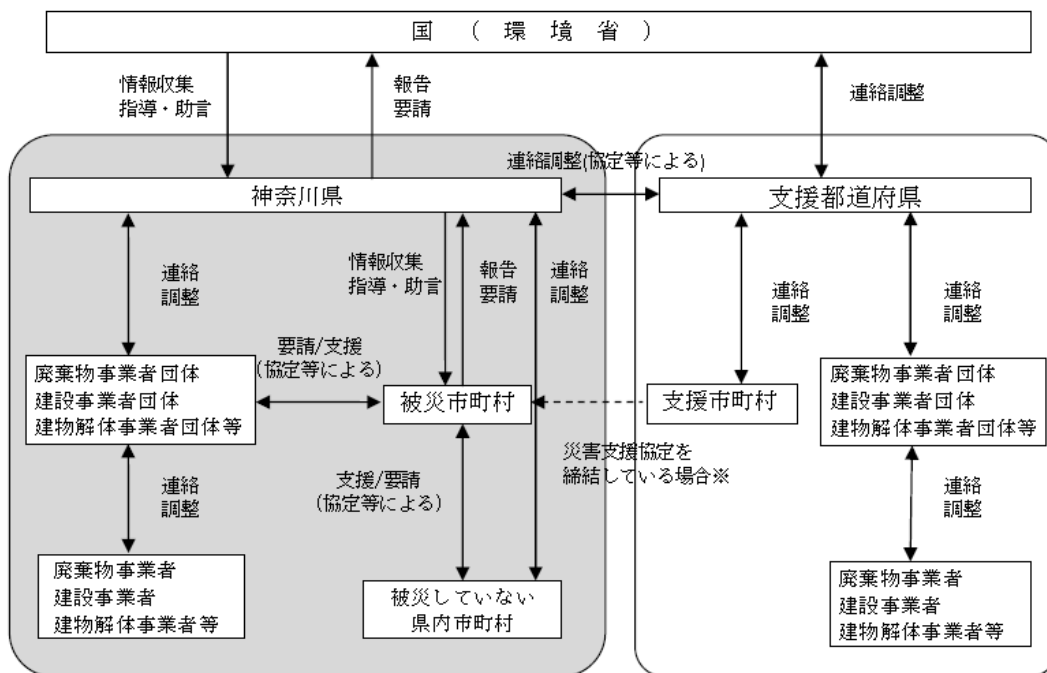 国（環境省）
情報収集
指導・助言
報告
要請
連絡調整
連絡調整(協定等による)
神奈川県
支援都道府県
連絡
調整
情報収集
指導・助言
報告
要請
連絡
調整
連絡
調整
連絡
調整
廃棄物事業者団体
建設事業者団体
建物解体事業者団体等
要請/支援
（協定等による）
被災市町村
支援市町村
廃棄物事業者団体
建設事業者団体
建物解体事業者団体等
災害支援協定を
締結している場合※
連絡
調整
支援/要請
（協定等による）
連絡
調整
廃棄物事業者
建設事業者
建物解体事業者等
被災していない
県内市町村
廃棄物事業者
建設事業者
建物解体事業者等